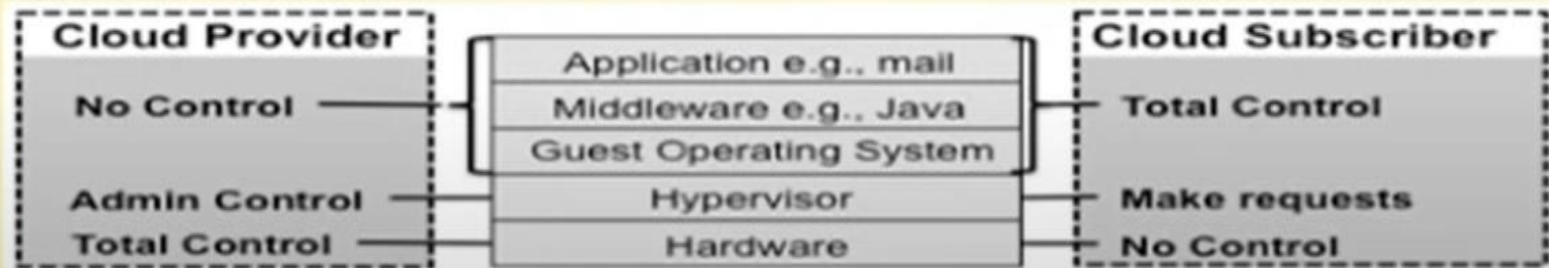 Cloud Provider
No Control
Admin Control
Total Control
Application e.g., mail
Middleware e.g., Java
Guest Operating System
Hypervisor
Hardware
Cloud Subscriber
Total Control
Make requests
No Control